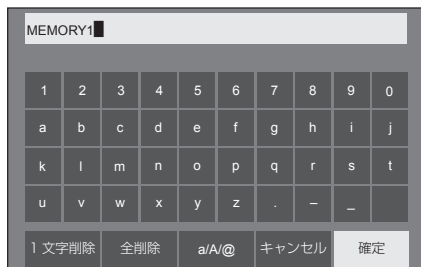 MEMORY1
1 2 3 4 5 6 7 8 9 0
a b c d e f g h i j
k l m n o p q r s t
u v w x y z . – _
1 文字削除 全削除 a/A/@ キャンセル 確定